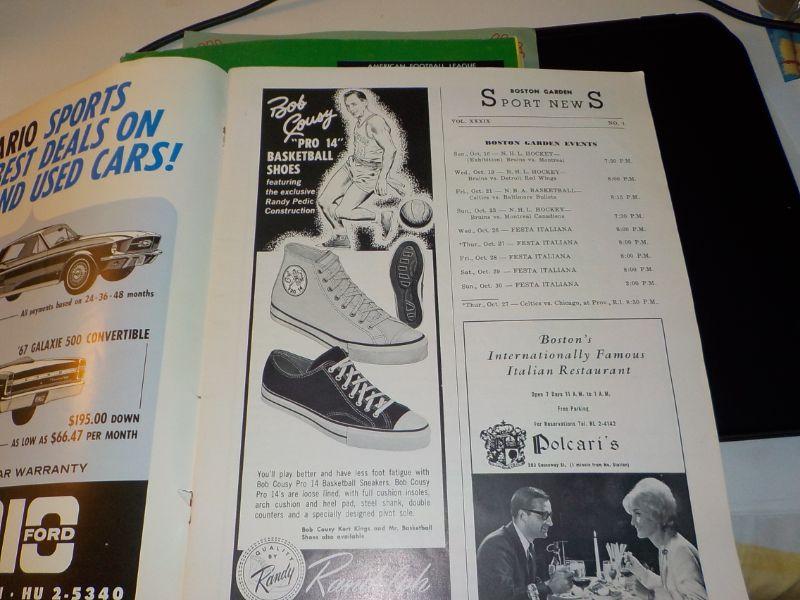 AMERICAN FOOTBALL LEAGUE
ARIO SPORTS
BEST DEALS ON
ND USED CARS!
All payments based on 24-36-48 months
'67 GALAXIE 500 CONVERTIBLE
$195.00 DOWN
AS LOW AS $66.47 PER MONTH
AR WARRANTY
FORD
HU 2-5340
Bob
Cousy
"PRO 14"
BASKETBALL
SHOES
featuring
the exclusive
Randy Pedic
Construction
You'll play better and have less foot fatigue with
Bob Cousy Pro 14 Basketball Sneakers. Bob Cousy
Pro 14's are loose lined, with full cushion insoles,
arch cushion and heel pad, steel shank, double
counters and a specially designed pivot sole.
Bob Cousy Kort Kings and Mr. Basketball
Shoes also available
QUALITY
BY
Randy
BOSTON GARDEN
SPORT NEWS
VOL. XXXIX NO. 1
BOSTON GARDEN EVENTS
Sun., Oct. 16 — N.H.L. HOCKEY—
(Exhibition) Bruins vs. Montreal 7:30 P.M.
Wed., Oct. 19 — N.H.L. HOCKEY—
Bruins vs. Detroit Red Wings 8:00 P.M.
Fri., Oct. 21 — N.B.A. BASKETBALL—
Celtics vs. Baltimore Bullets 8:15 P.M.
Sun., Oct. 23 — N.H.L. HOCKEY—
Bruins vs. Montreal Canadiens 7:30 P.M.
Wed., Oct. 26 — FESTA ITALIANA 8:00 P.M.
*Thur., Oct. 27 — FESTA ITALIANA 8:00 P.M.
Fri., Oct. 28 — FESTA ITALIANA 8:00 P.M.
Sat., Oct. 29 — FESTA ITALIANA 8:00 P.M.
Sun., Oct. 30 — FESTA ITALIANA 2:00 P.M.
*Thur., Oct. 27 — Celtics vs. Chicago, at Prov., R.I. 8:30 P.M.
Boston's
Internationally Famous
Italian Restaurant
Open 7 Days 11 A.M. to 1 A.M.
Free Parking
For Reservations Tel. RI. 2-4142
Polcari's
283 Causeway St., (1 minute from No. Station)